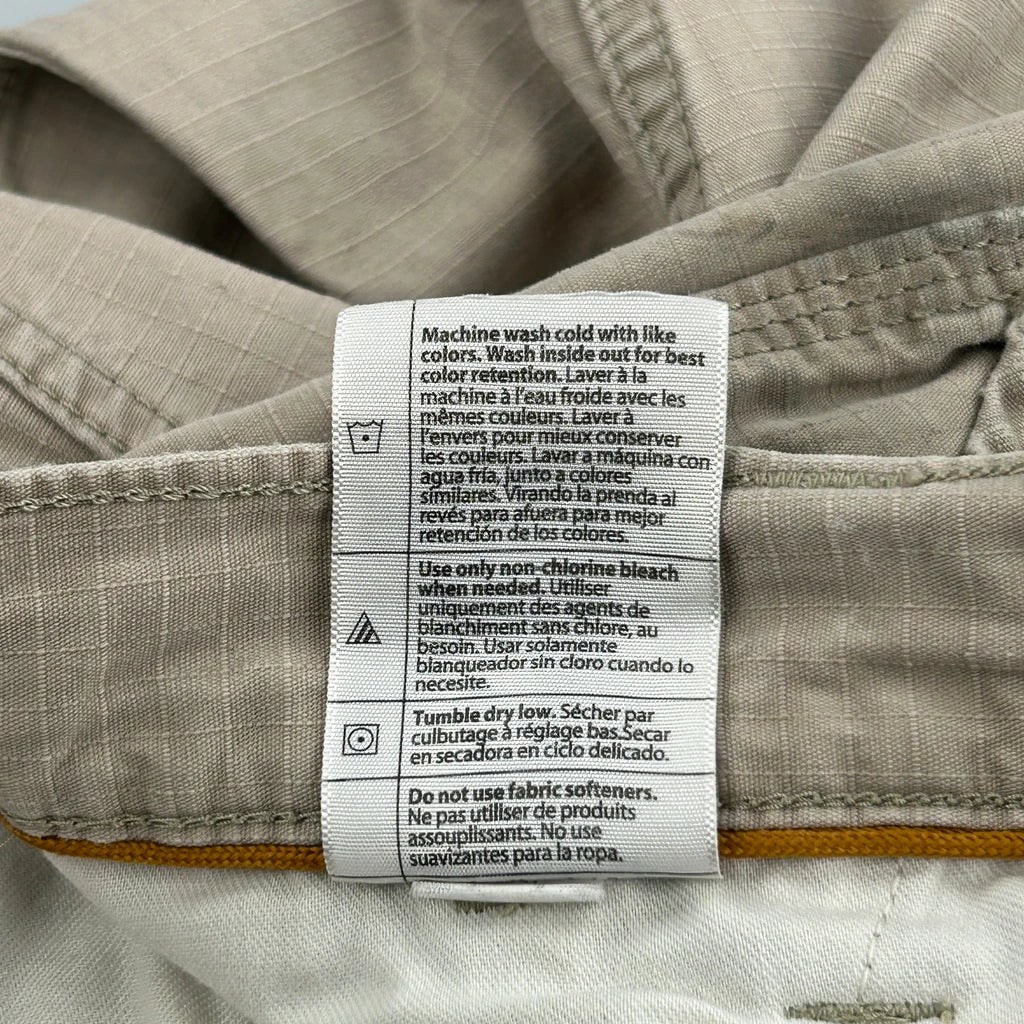 Machine wash cold with like
colors. Wash inside out for best
color retention. Laver à la
machine à l'eau froide avec les
mêmes couleurs. Laver à
l'envers pour mieux conserver
les couleurs. Lavar a máquina con
agua fría, junto a colores
similares. Virando la prenda al
revés para afuera para mejor
retención de los colores.
Use only non-chlorine bleach
when needed. Utiliser
uniquement des agents de
blanchiment sans chlore, au
besoin. Usar solamente
blanqueador sin cloro cuando lo
necesite.
Tumble dry low. Sécher par
culbutage à réglage bas.Secar
en secadora en ciclo delicado.
Do not use fabric softeners.
Ne pas utiliser de produits
assouplissants. No use
suavizantes para la ropa.